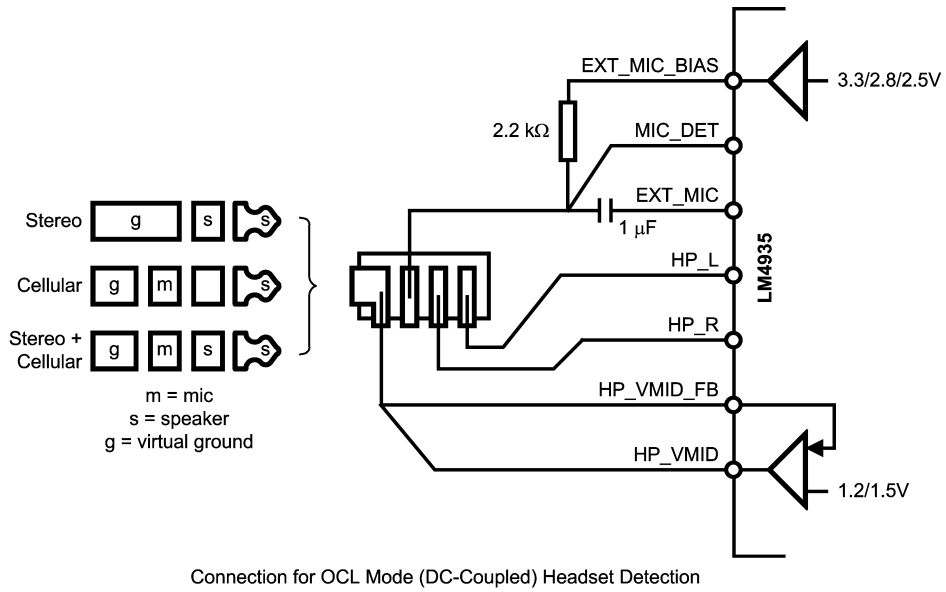 EXT_MIC_BIAS
3.3/2.8/2.5V
2.2 kΩ
MIC_DET
EXT_MIC
1 μF
LM4935
Stereo
g
s
s
Cellular
g
m
s
Stereo +
Cellular
g
m
s
s
m = mic
s = speaker
g = virtual ground
HP_L
HP_R
HP_VMID_FB
HP_VMID
1.2/1.5V
Connection for OCL Mode (DC-Coupled) Headset Detection